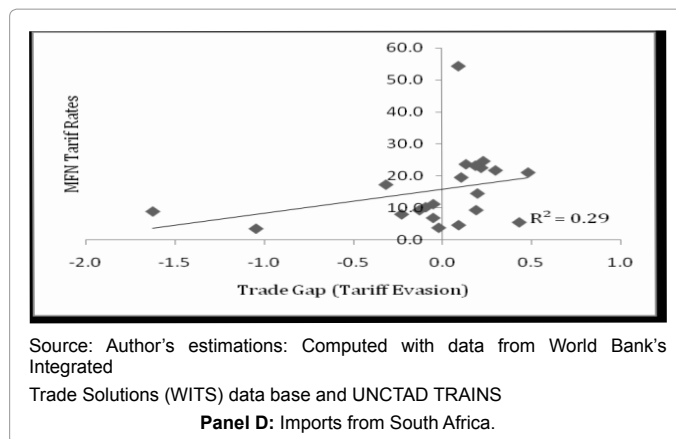 60.0
50.0
40.0
30.0
20.0
10.0
0.0
MFN Tarif Rates
R² = 0.29
-2.0 -1.5 -1.0 -0.5 0.0 0.5 1.0
Trade Gap (Tariff Evasion)
Source: Author’s estimations: Computed with data from World Bank’s
Integrated
Trade Solutions (WITS) data base and UNCTAD TRAINS
Panel D: Imports from South Africa.